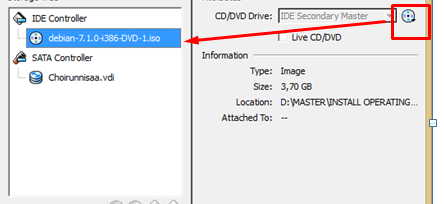 IDE Controller
debian-7.1.0-i386-DVD-1.iso
SATA Controller
Choirunnisaa.vdi
CD/DVD Drive: IDE Secondary Master
Live CD/DVD
Information
Type: Image
Size: 3,70 GB
Location: D:\MASTER\INSTALL OPERATING...
Attached To: --